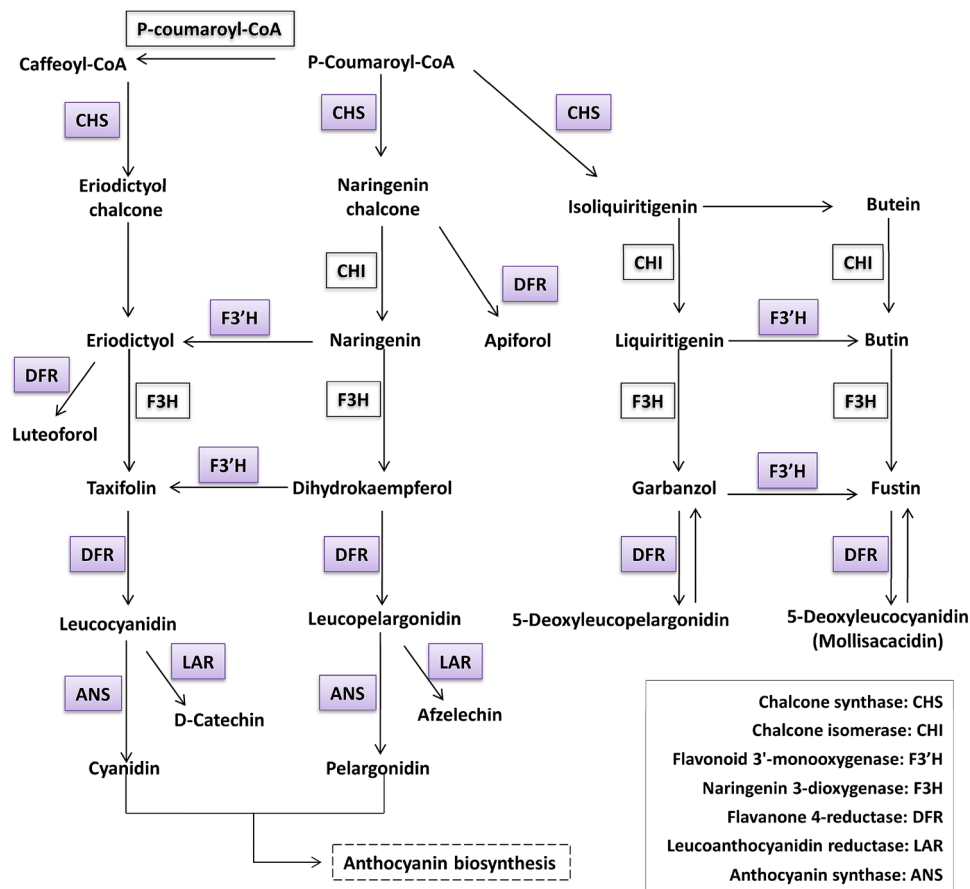 P-coumaroyl-CoA
Caffeoyl-CoA
P-Coumaroyl-CoA
CHS
CHS
CHS
Eriodictyol
chalcone
Naringenin
chalcone
Isoliquiritigenin
Butein
CHI
DFR
CHI
CHI
F3'H
F3'H
Eriodictyol
Naringenin
Apiforol
Liquiritigenin
Butin
DFR
F3H
F3H
F3H
F3H
Luteoforol
F3'H
F3'H
Taxifolin
Dihydrokaempferol
Garbanzol
Fustin
DFR
DFR
DFR
DFR
Leucocyanidin
Leucopelargonidin
5-Deoxyleucopelargonidin
5-Deoxyleucocyanidin
(Mollisacacidin)
LAR
LAR
ANS
ANS
D-Catechin
Afzelechin
Cyanidin
Pelargonidin
Anthocyanin biosynthesis
Chalcone synthase: CHS
Chalcone isomerase: CHI
Flavonoid 3'-monooxygenase: F3'H
Naringenin 3-dioxygenase: F3H
Flavanone 4-reductase: DFR
Leucoanthocyanidin reductase: LAR
Anthocyanin synthase: ANS